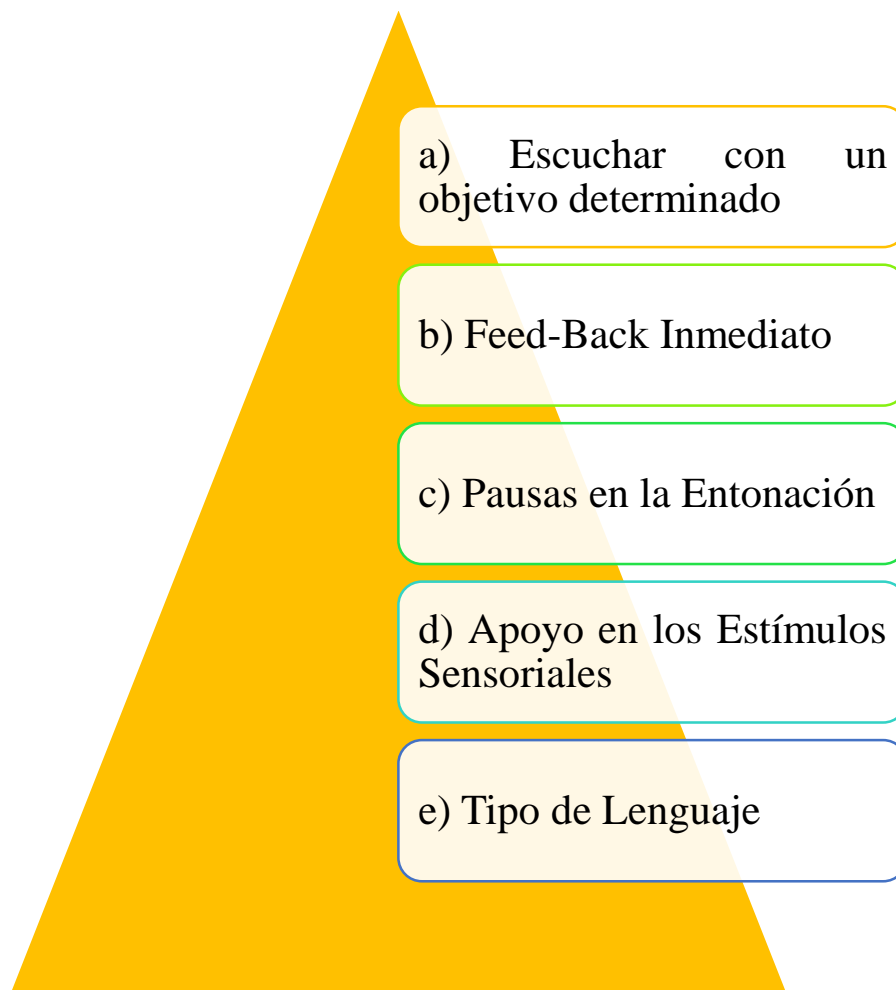 a) Escuchar con un
objetivo determinado
b) Feed-Back Inmediato
c) Pausas en la Entonación
d) Apoyo en los Estímulos
Sensoriales
e) Tipo de Lenguaje